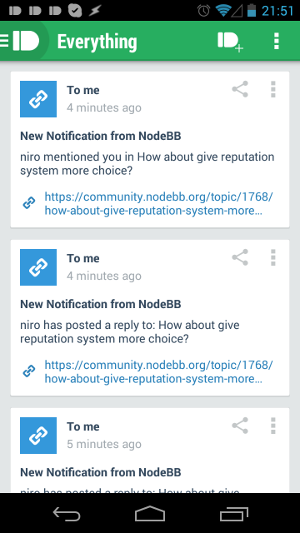 21:51
Everything
To me
4 minutes ago
New Notification from NodeBB
niro mentioned you in How about give reputation
system more choice?
https://community.nodebb.org/topic/1768/
how-about-give-reputation-system-more...
To me
4 minutes ago
New Notification from NodeBB
niro has posted a reply to: How about give
reputation system more choice?
https://community.nodebb.org/topic/1768/
how-about-give-reputation-system-more...
To me
5 minutes ago
New Notification from NodeBB
niro has posted a reply to: How about give